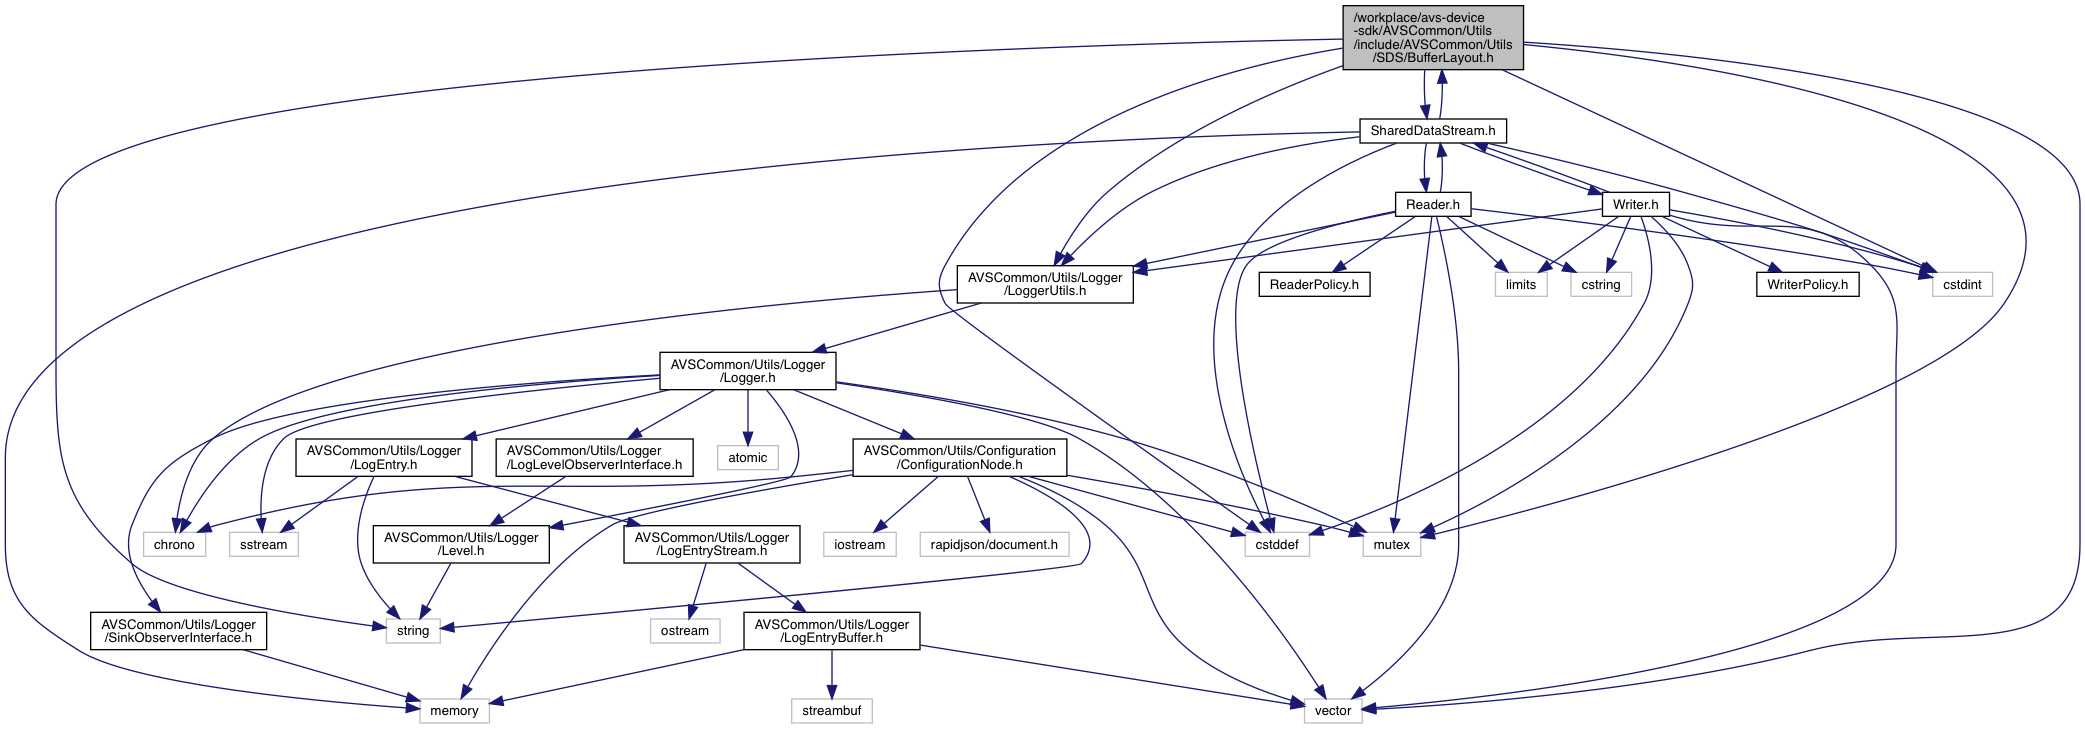 /workplace/avs-device
-sdk/AVSCommon/Utils
/include/AVSCommon/Utils
/SDS/BufferLayout.h
SharedDataStream.h
Reader.h
Writer.h
AVSCommon/Utils/Logger
/LoggerUtils.h
ReaderPolicy.h
limits
cstring
WriterPolicy.h
cstdint
AVSCommon/Utils/Logger
/Logger.h
AVSCommon/Utils/Logger
/LogEntry.h
AVSCommon/Utils/Logger
/LogLevelObserverInterface.h
atomic
AVSCommon/Utils/Configuration
/ConfigurationNode.h
chrono
sstream
AVSCommon/Utils/Logger
/Level.h
AVSCommon/Utils/Logger
/LogEntryStream.h
iostream
rapidjson/document.h
cstddef
mutex
AVSCommon/Utils/Logger
/SinkObserverInterface.h
string
ostream
AVSCommon/Utils/Logger
/LogEntryBuffer.h
memory
streambuf
vector